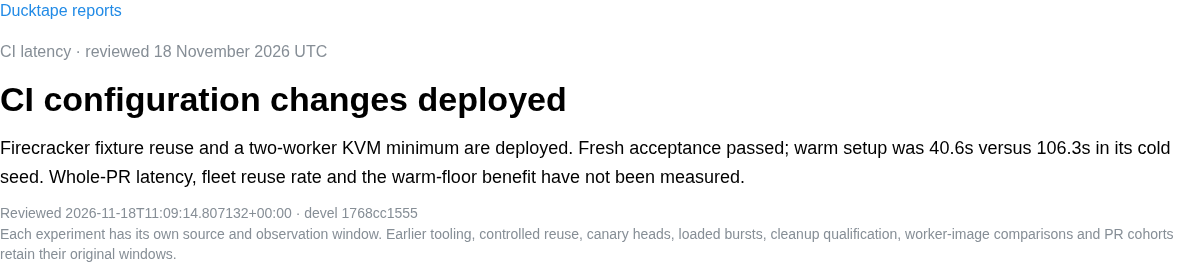 Ducktape reports
CI latency · reviewed 18 November 2026 UTC
CI configuration changes deployed
Firecracker fixture reuse and a two-worker KVM minimum are deployed. Fresh acceptance passed; warm setup was 40.6s versus 106.3s in its cold
seed. Whole-PR latency, fleet reuse rate and the warm-floor benefit have not been measured.
Reviewed 2026-11-18T11:09:14.807132+00:00 · devel 1768cc1555
Each experiment has its own source and observation window. Earlier tooling, controlled reuse, canary heads, loaded bursts, cleanup qualification, worker-image comparisons and PR cohorts
retain their original windows.